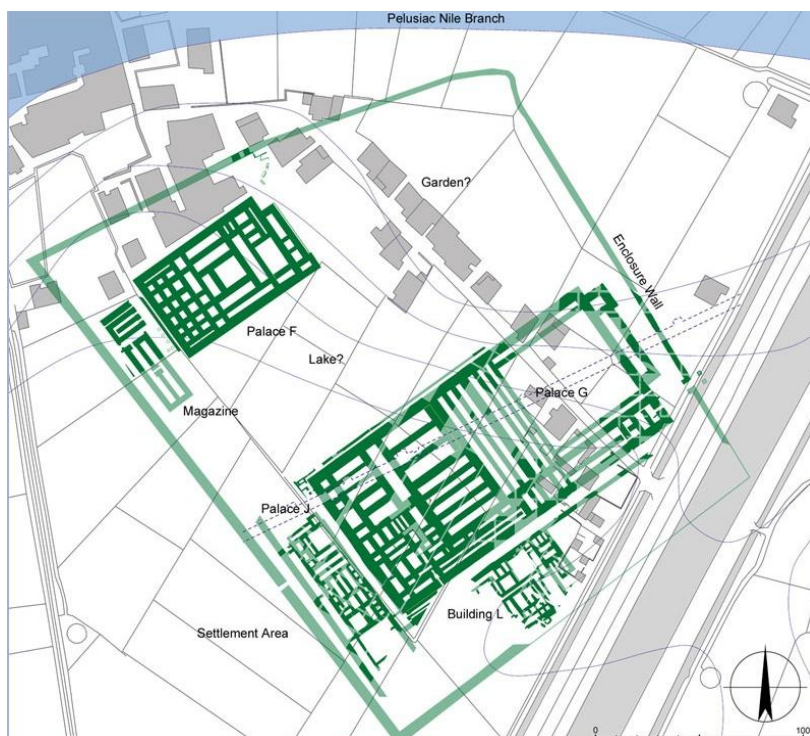 Pelusiac Nile Branch
Garden?
Enclosure Wall
Palace F
Lake?
Palace G
Magazine
Palace J
Building L
Settlement Area
0
100